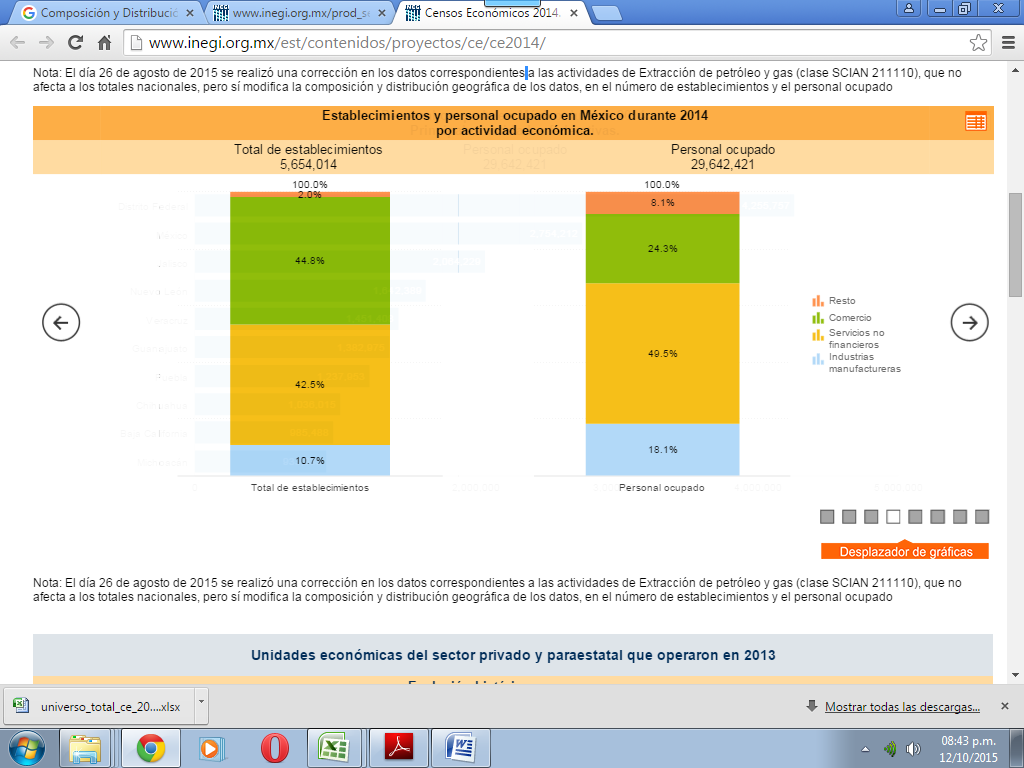 Composición y Distribució
www.inegi.org.mx/prod_se
Censos Económicos 2014.
www.inegi.org.mx/est/contenidos/proyectos/ce/ce2014/
Nota: El día 26 de agosto de 2015 se realizó una corrección en los datos correspondientes a las actividades de Extracción de petróleo y gas (clase SCIAN 211110), que no
afecta a los totales nacionales, pero sí modifica la composición y distribución geográfica de los datos, en el número de establecimientos y el personal ocupado
Establecimientos y personal ocupado en México durante 2014
por actividad económica.
Total de establecimientos Personal ocupado
5,654,014 29,642,421
100.0% 100.0%
2.0% 8.1%
44.8% 24.3%
42.5% 49.5%
10.7% 18.1%
Total de establecimientos Personal ocupado
Resto
Comercio
Servicios no
financieros
Industrias
manufactureras
Desplazador de gráficas
Nota: El día 26 de agosto de 2015 se realizó una corrección en los datos correspondientes a las actividades de Extracción de petróleo y gas (clase SCIAN 211110), que no
afecta a los totales nacionales, pero sí modifica la composición y distribución geográfica de los datos, en el número de establecimientos y el personal ocupado
Unidades económicas del sector privado y paraestatal que operaron en 2013
universo_total_ce_20....xlsx
Mostrar todas las descargas...
08:43 p.m.
12/10/2015